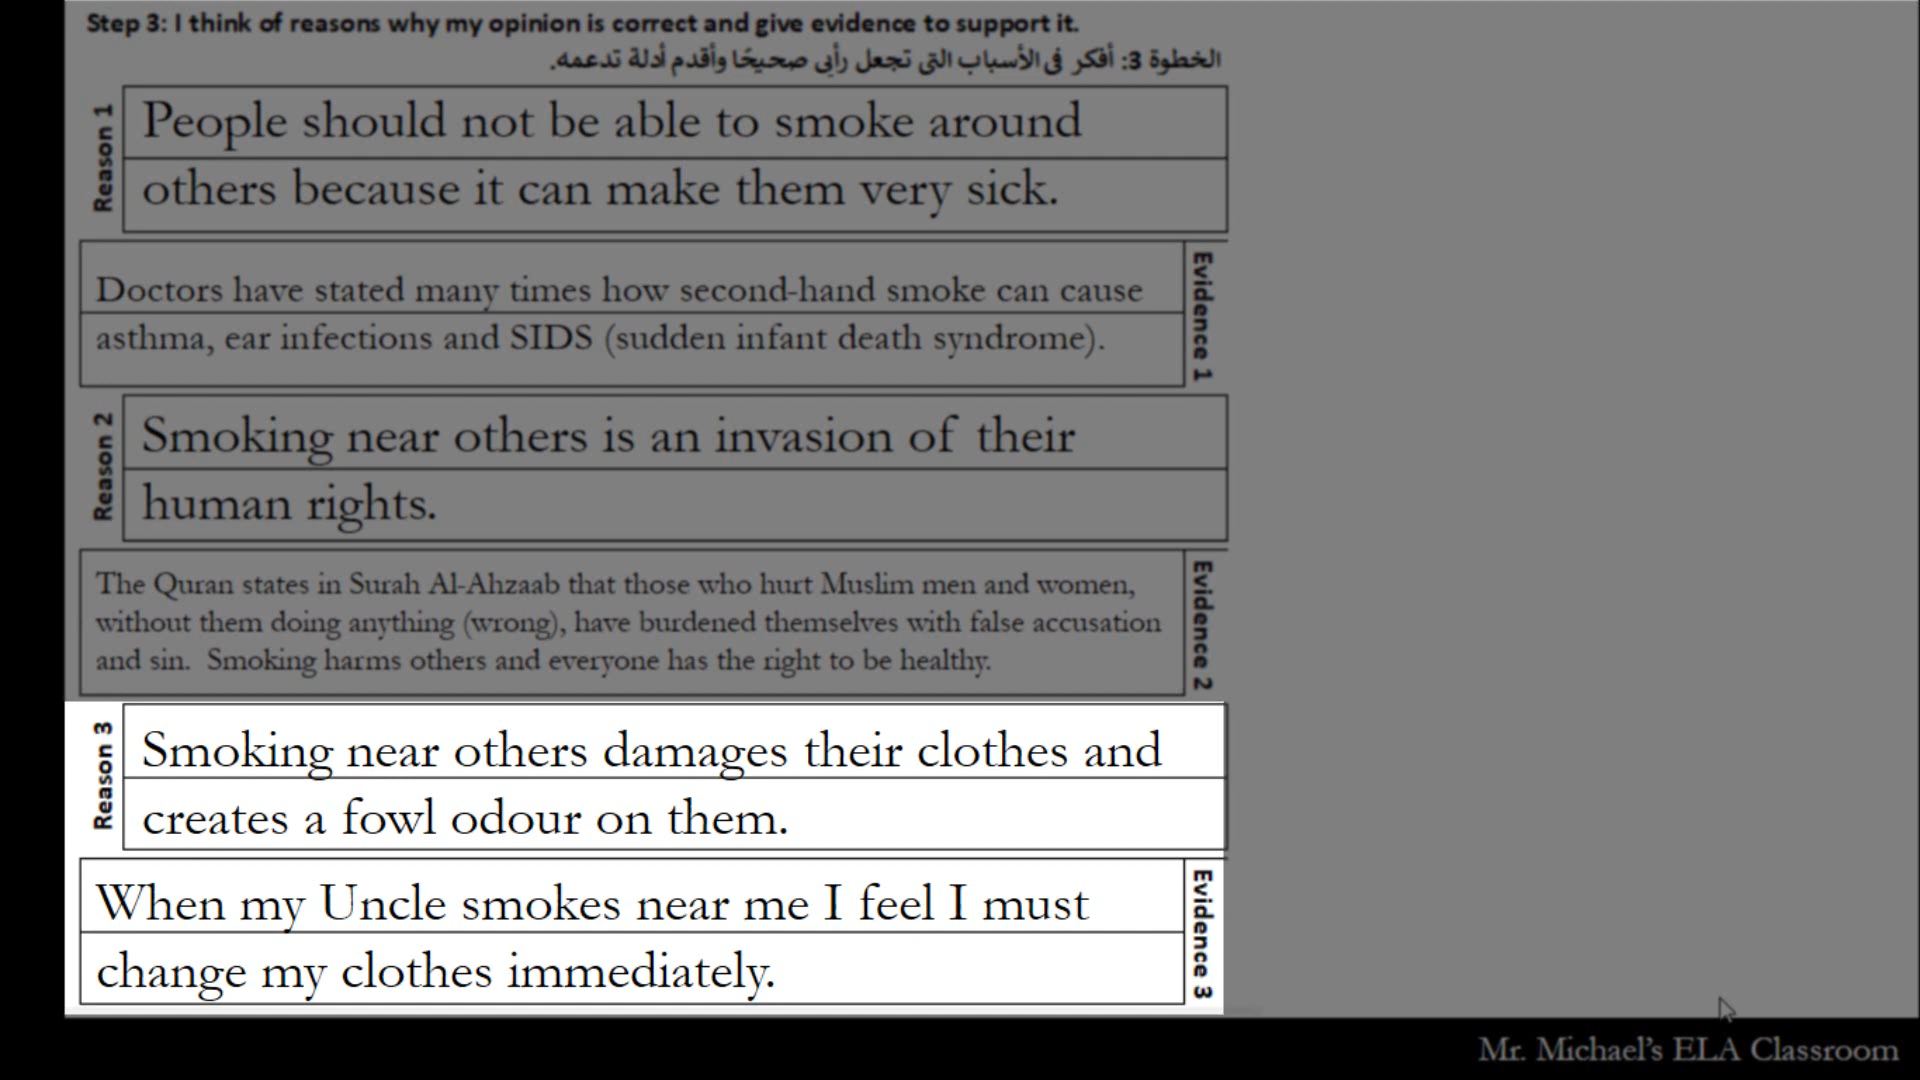 Step 3: I think of reasons why my opinion is correct and give evidence to support it.
الخطوة 3: أفكر في الأسباب التي تجعل رأيي صحيحًا وأقدم أدلة تدعمه.
Reason 1
People should not be able to smoke around
others because it can make them very sick.
Doctors have stated many times how second-hand smoke can cause
asthma, ear infections and SIDS (sudden infant death syndrome).
Evidence 1
Reason 2
Smoking near others is an invasion of their
human rights.
The Quran states in Surah Al-Ahzaab that those who hurt Muslim men and women,
without them doing anything (wrong), have burdened themselves with false accusation
and sin. Smoking harms others and everyone has the right to be healthy.
Evidence 2
Reason 3
Smoking near others damages their clothes and
creates a fowl odour on them.
When my Uncle smokes near me I feel I must
change my clothes immediately.
Evidence 3
Mr. Michael's ELA Classroom